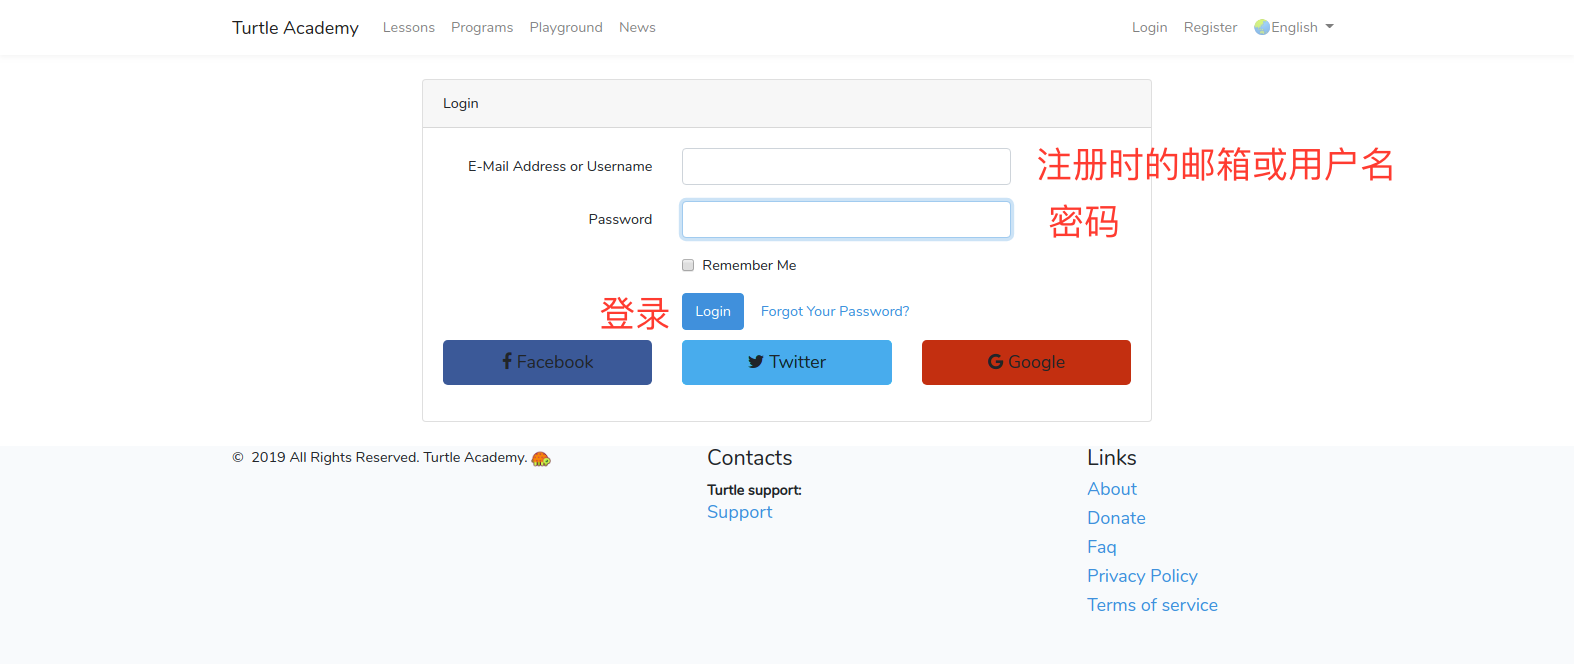 Turtle Academy Lessons Programs Playground News Login Register English
Login
E-Mail Address or Username 注册时的邮箱或用户名
Password 密码
Remember Me
登录 Login Forgot Your Password?
Facebook Twitter Google
© 2019 All Rights Reserved. Turtle Academy.
Contacts
Turtle support:
Support
Links
About
Donate
Faq
Privacy Policy
Terms of service